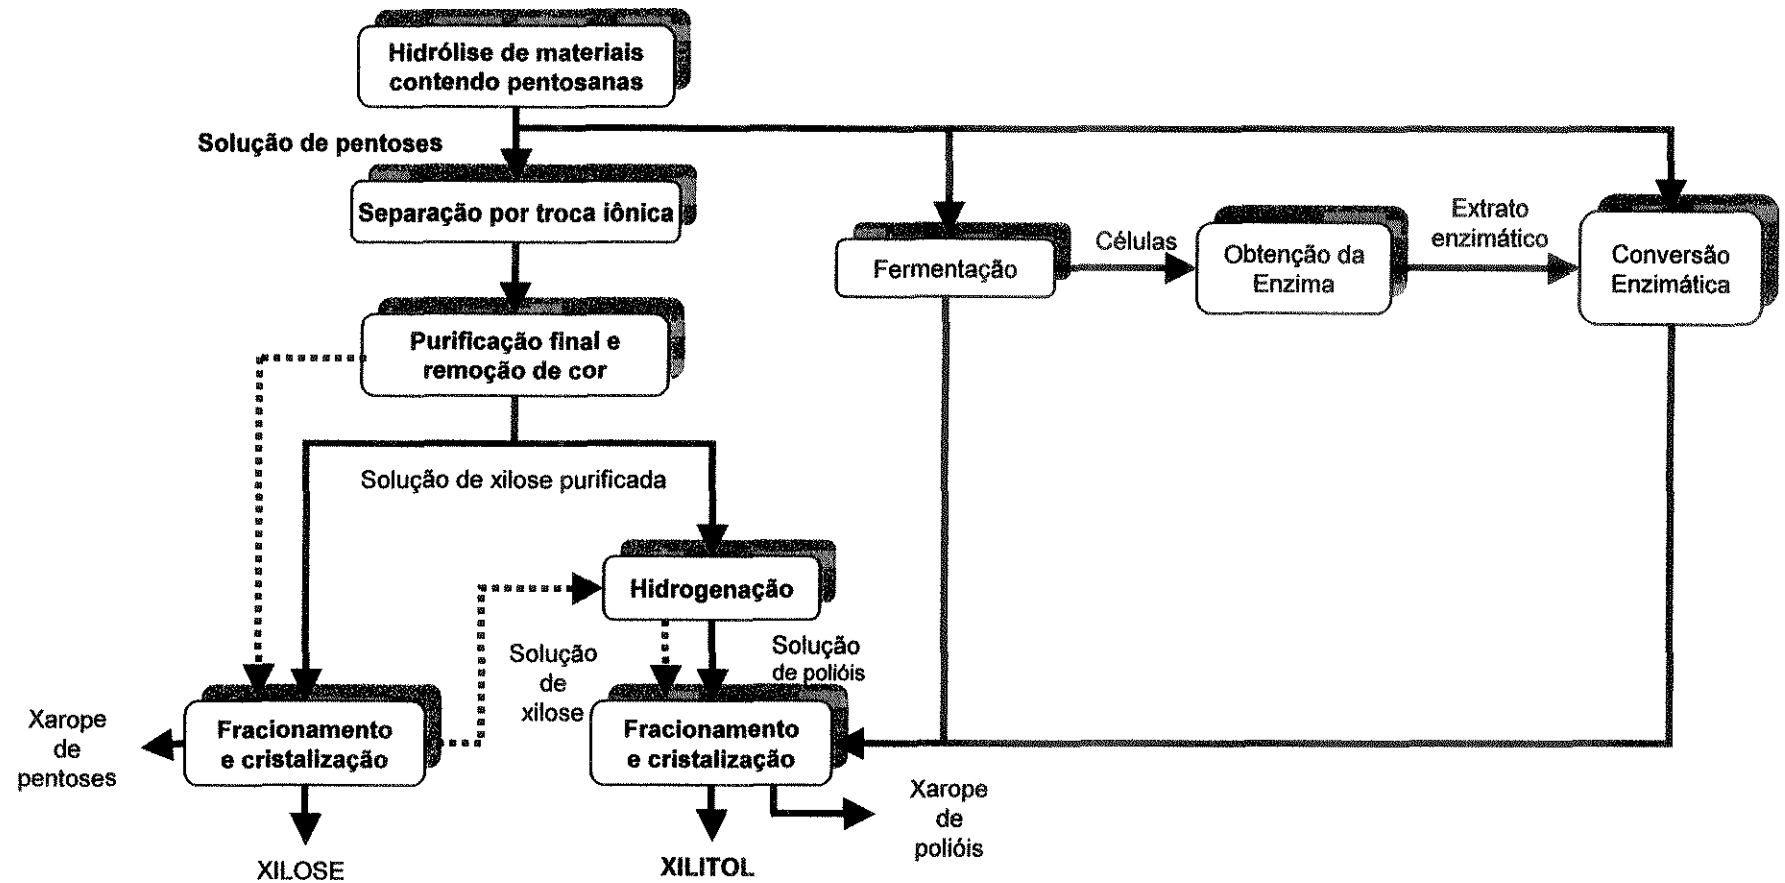 Hidrólise de materiais
contendo pentosanas
Solução de pentoses
Separação por troca iônica
Fermentação
Células
Obtenção da
Enzima
Extrato
enzimático
Conversão
Enzimática
Purificação final e
remoção de cor
Solução de xilose purificada
Hidrogenação
Solução
de
xilose
Solução
de polióis
Xarope
de
pentoses
Fracionamento
e cristalização
Fracionamento
e cristalização
Xarope
de
polióis
XILOSE
XILITOL